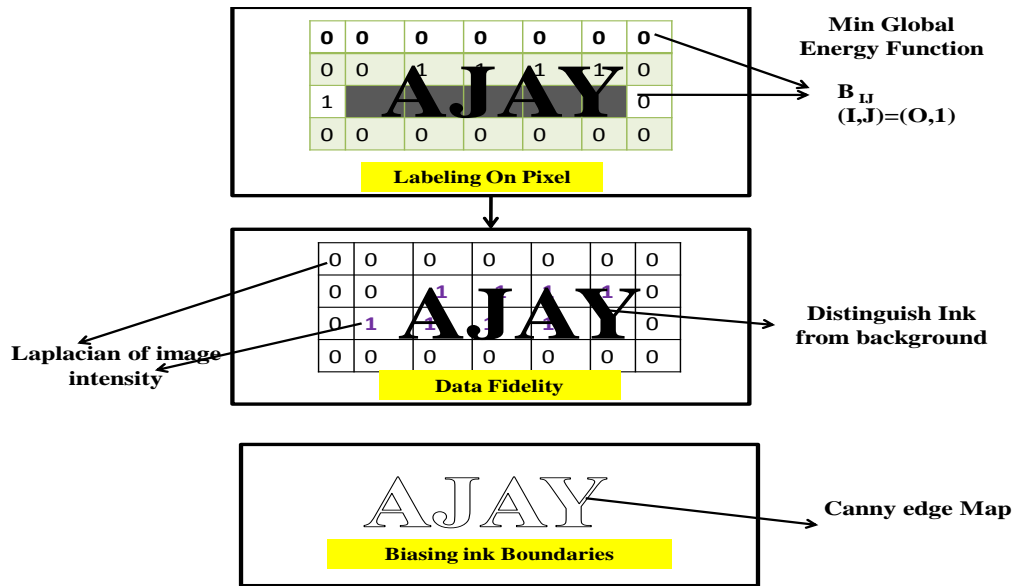 Min Global
Energy Function
0 0 0 0 0 0 0
0 0 1 1 1 1 0
1 0
0 0 0 0 0 0 0
AJAY
B IJ
(I,J)=(O,1)
Labeling On Pixel
0 0 0 0 0 0 0
0 0 1 1 1 1 0
0 1 1 1 1 0
0 0 0 0 0 0 0
AJAY
Distinguish Ink
from background
Laplacian of image
intensity
Data Fidelity
AJAY
Canny edge Map
Biasing ink Boundaries